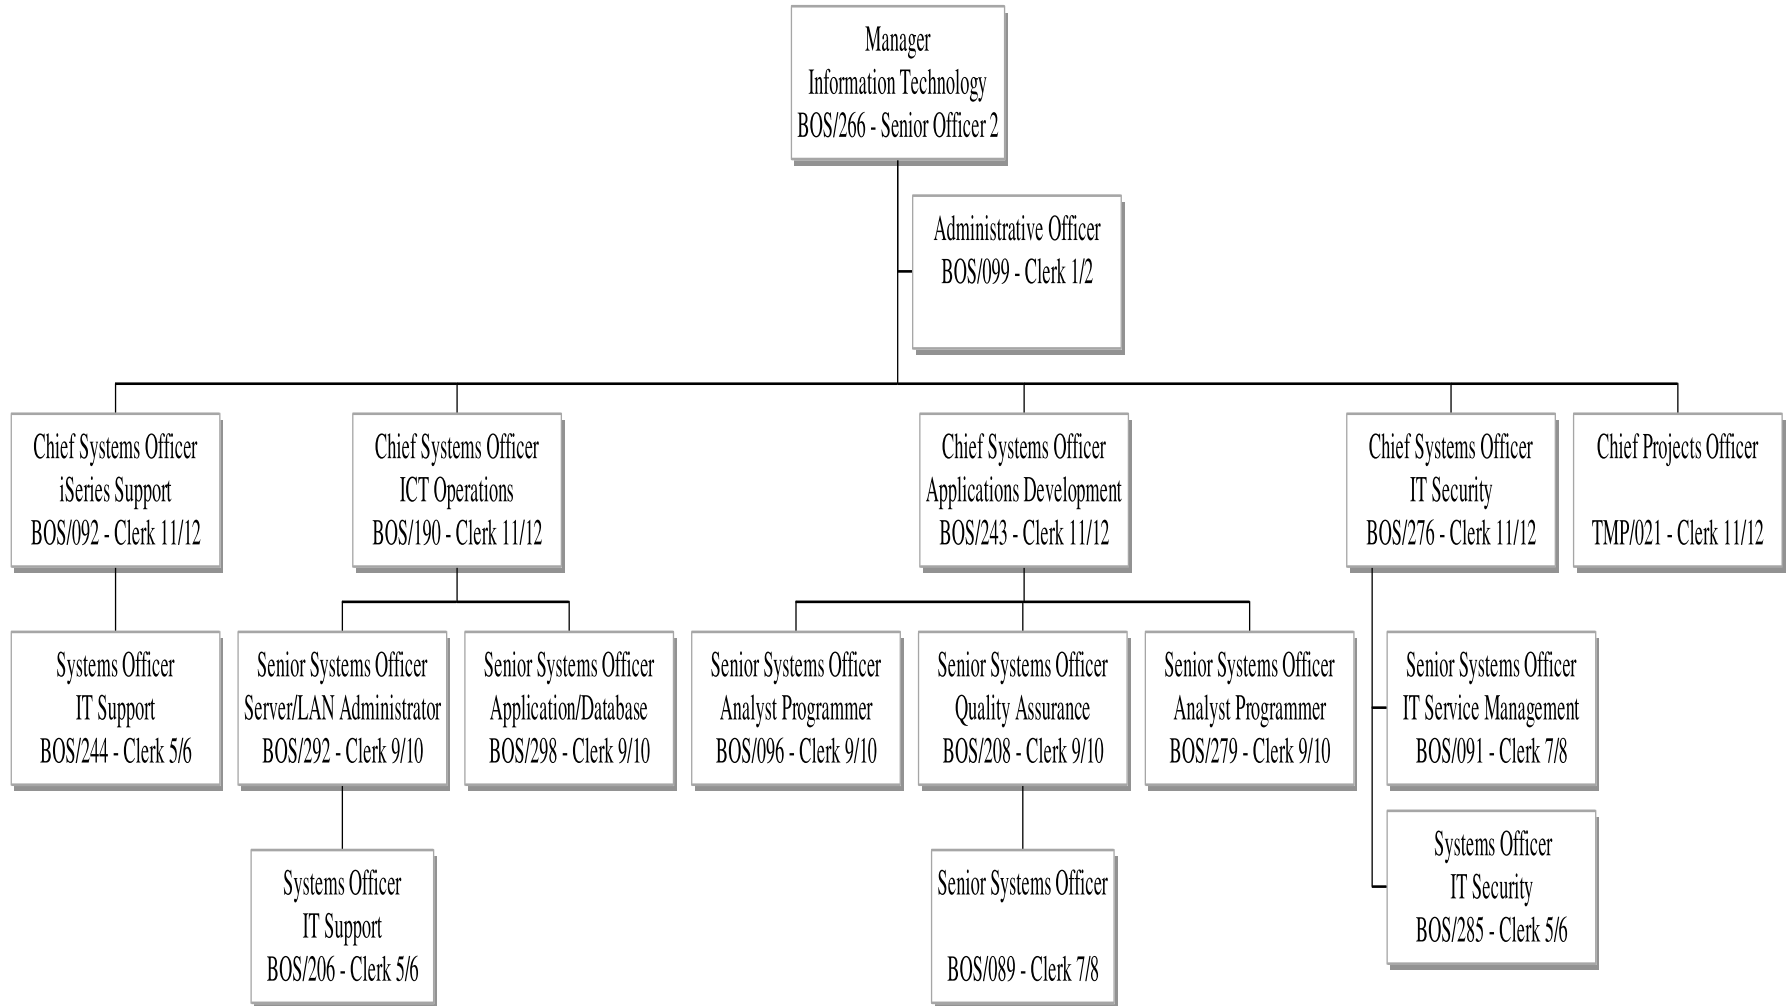 Manager
Information Technology
BOS/266 - Senior Officer 2
Administrative Officer
BOS/099 - Clerk 1/2
Chief Systems Officer
iSeries Support
BOS/092 - Clerk 11/12
Chief Systems Officer
ICT Operations
BOS/190 - Clerk 11/12
Chief Systems Officer
Applications Development
BOS/243 - Clerk 11/12
Chief Systems Officer
IT Security
BOS/276 - Clerk 11/12
Chief Projects Officer
TMP/021 - Clerk 11/12
Systems Officer
IT Support
BOS/244 - Clerk 5/6
Senior Systems Officer
Server/LAN Administrator
BOS/292 - Clerk 9/10
Senior Systems Officer
Application/Database
BOS/298 - Clerk 9/10
Senior Systems Officer
Analyst Programmer
BOS/096 - Clerk 9/10
Senior Systems Officer
Quality Assurance
BOS/208 - Clerk 9/10
Senior Systems Officer
Analyst Programmer
BOS/279 - Clerk 9/10
Senior Systems Officer
IT Service Management
BOS/091 - Clerk 7/8
Systems Officer
IT Support
BOS/206 - Clerk 5/6
Senior Systems Officer
BOS/089 - Clerk 7/8
Systems Officer
IT Security
BOS/285 - Clerk 5/6